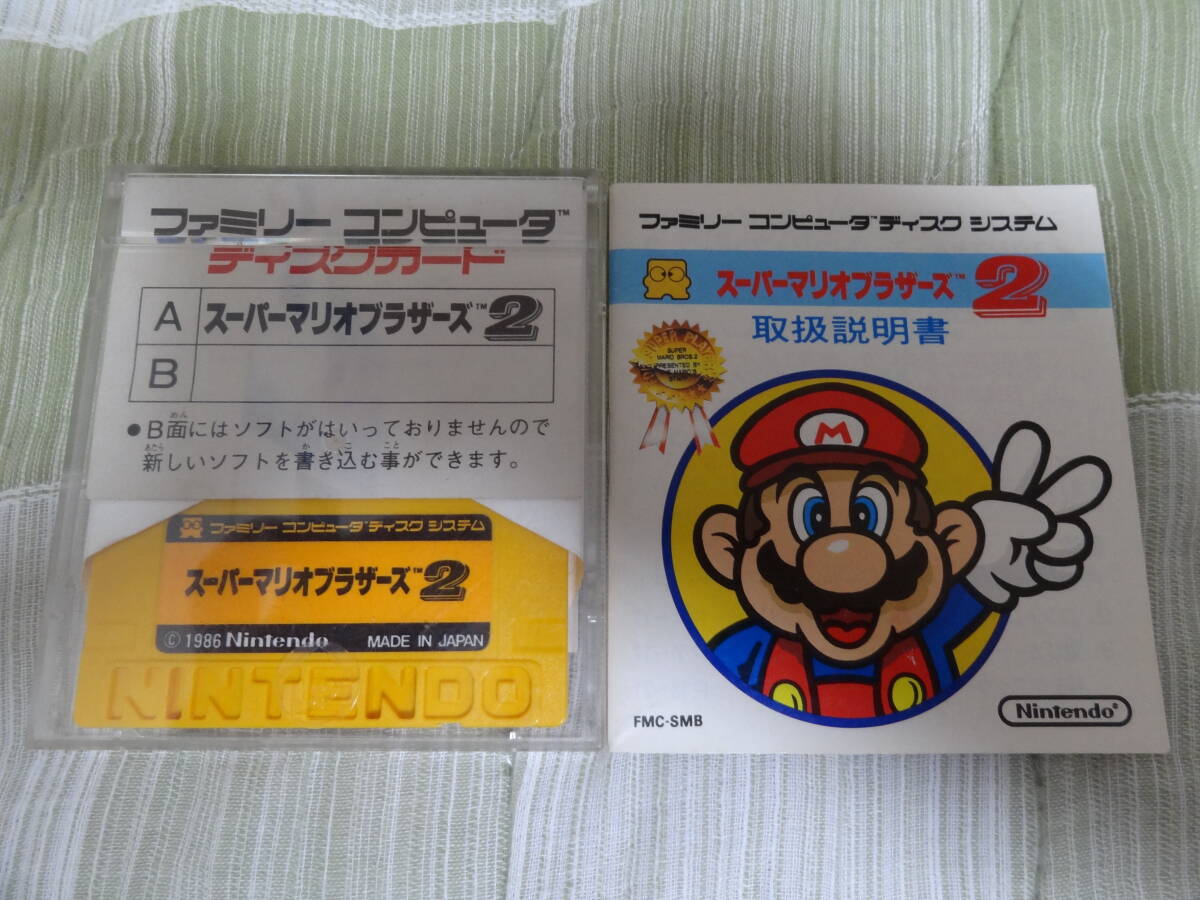 ファミリー コンピュータ™
ディスクカード
A スーパーマリオブラザーズ™2
B
●B面にはソフトがはいっておりませんので
新しいソフトを書き込む事ができます。
ファミリー コンピュータ™ ディスク システム
スーパーマリオブラザーズ™2
© 1986 Nintendo MADE IN JAPAN
NINTENDO
ファミリー コンピュータ™ ディスク システム
スーパーマリオブラザーズ™2
取扱説明書
SUPER PLAYER
SUPER
MARIO BROS.2
PRESENTED BY
M
FMC-SMB
Nintendo®